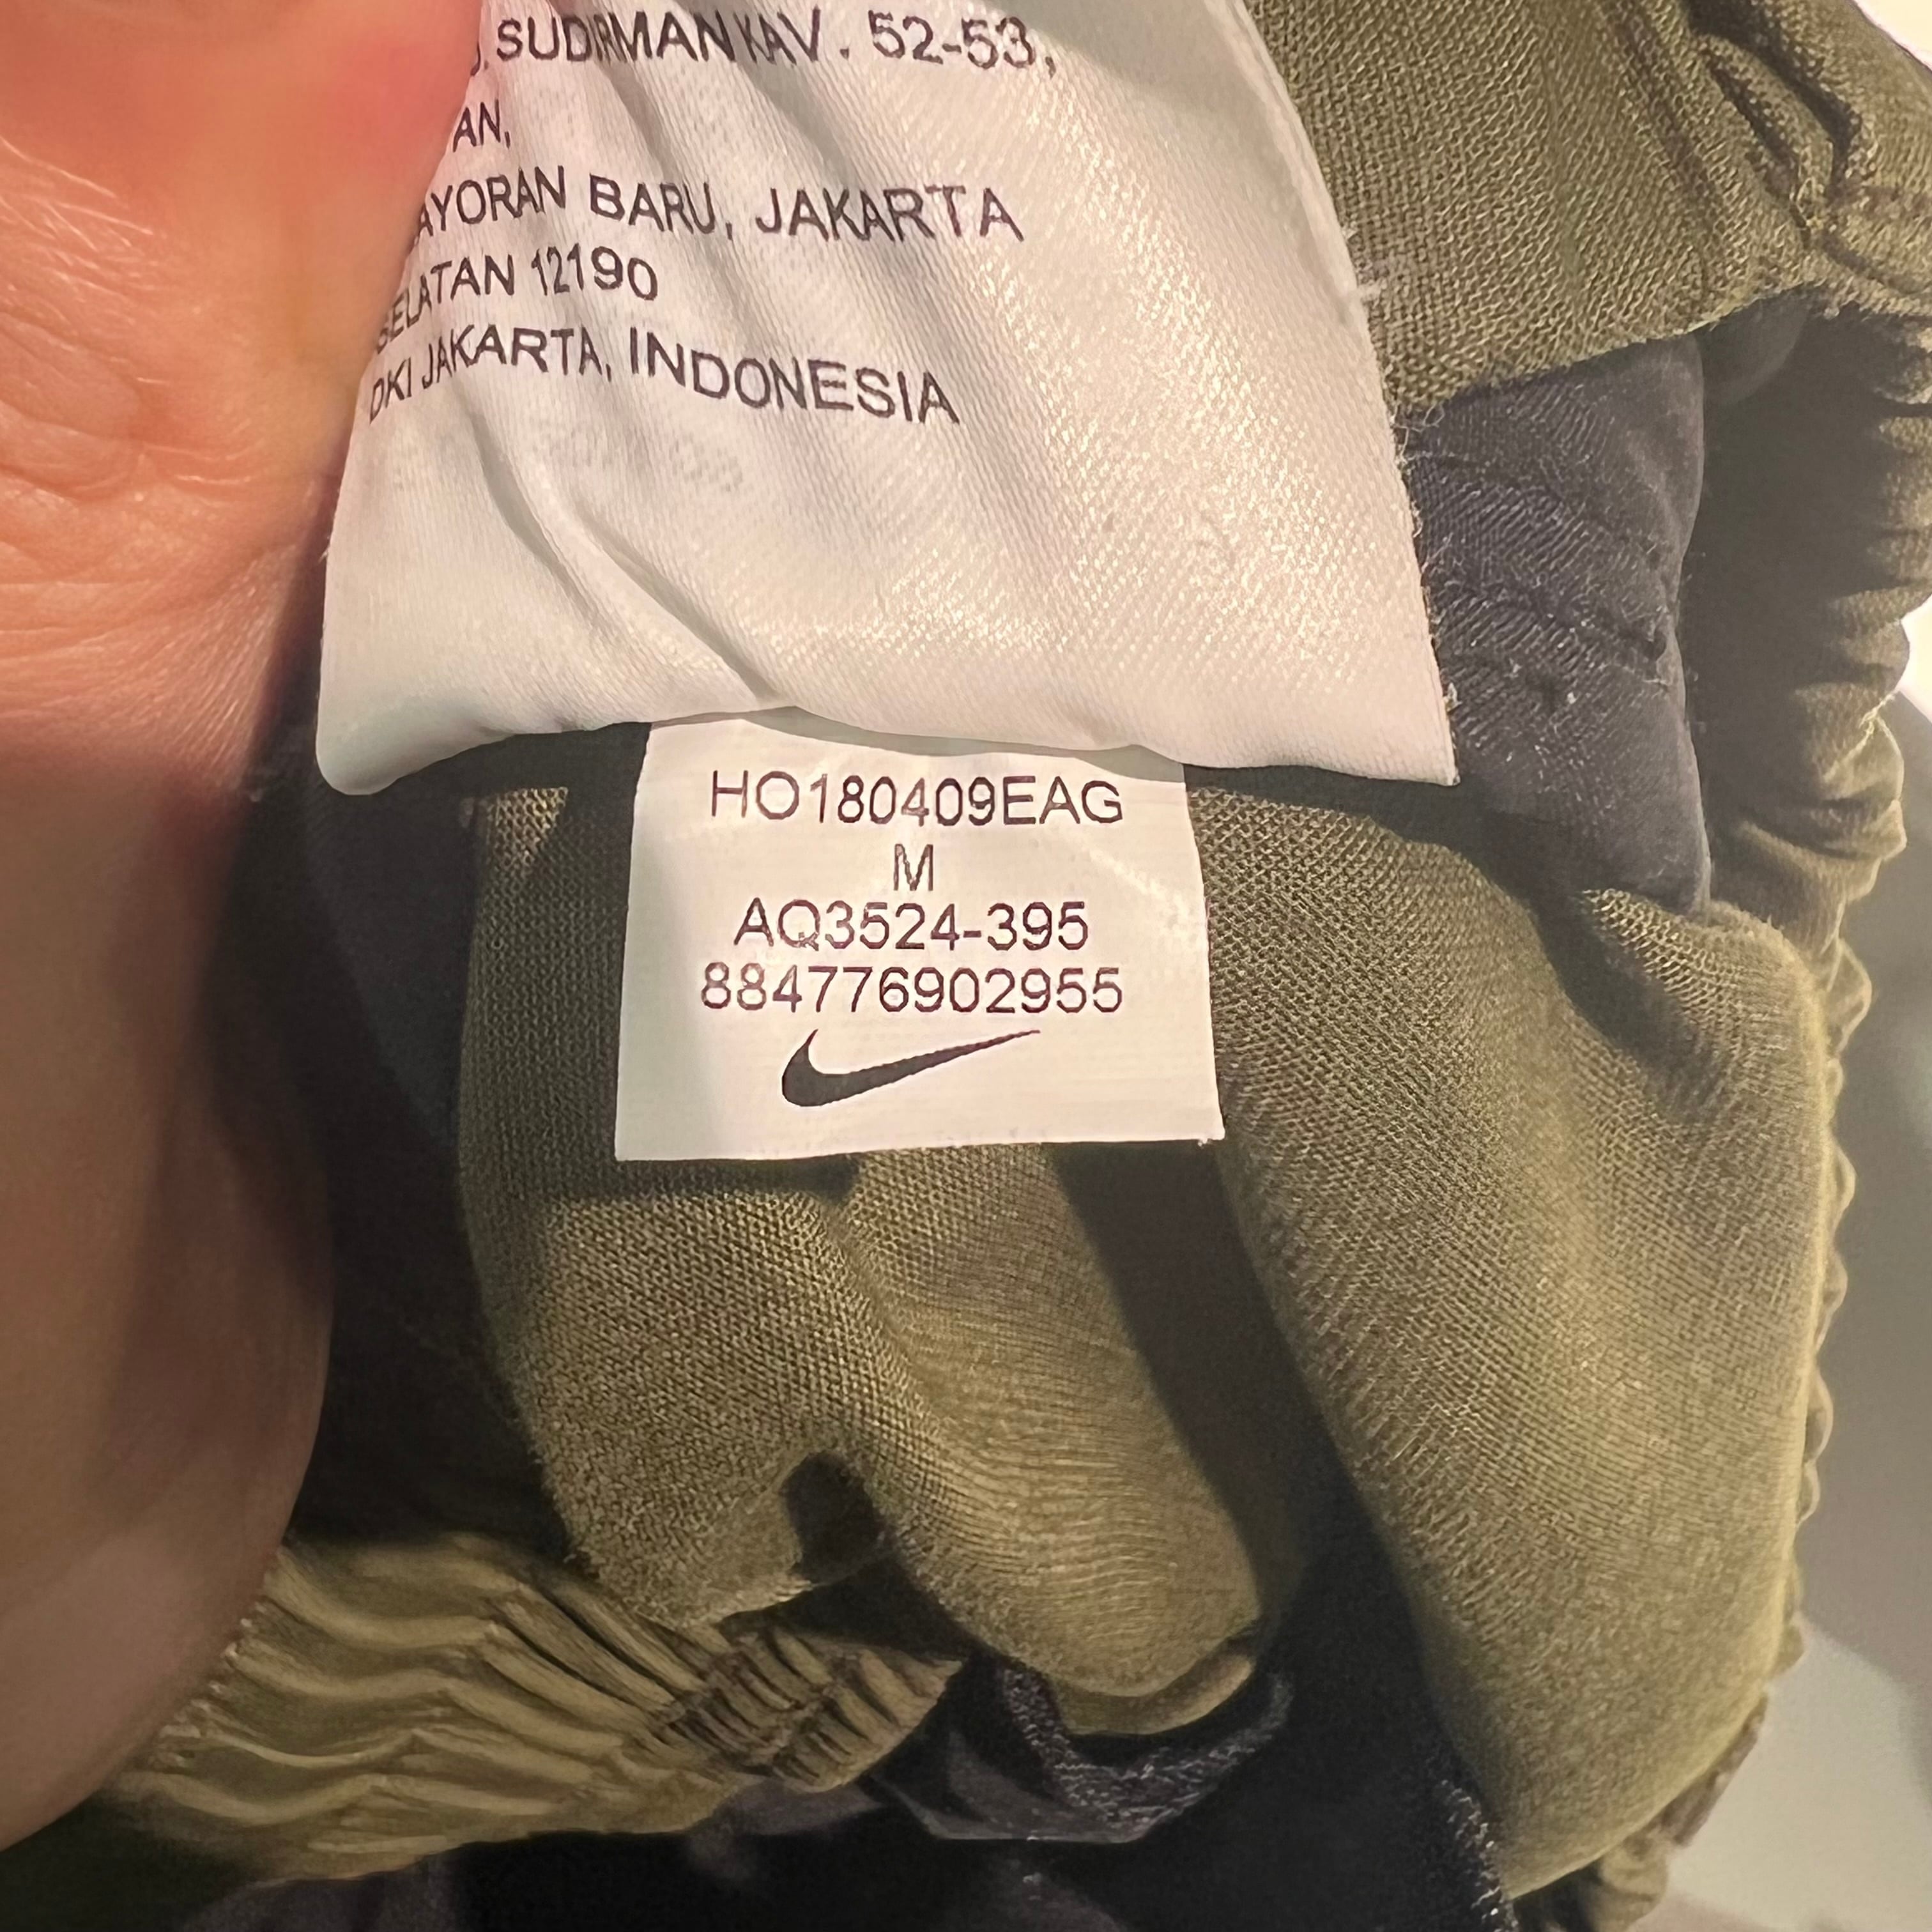 . SUDIRMAN KAV. 52-53,
AN,
AYORAN BARU, JAKARTA
SELATAN 12190
DKI JAKARTA, INDONESIA
HO180409EAG
M
AQ3524-395
884776902955